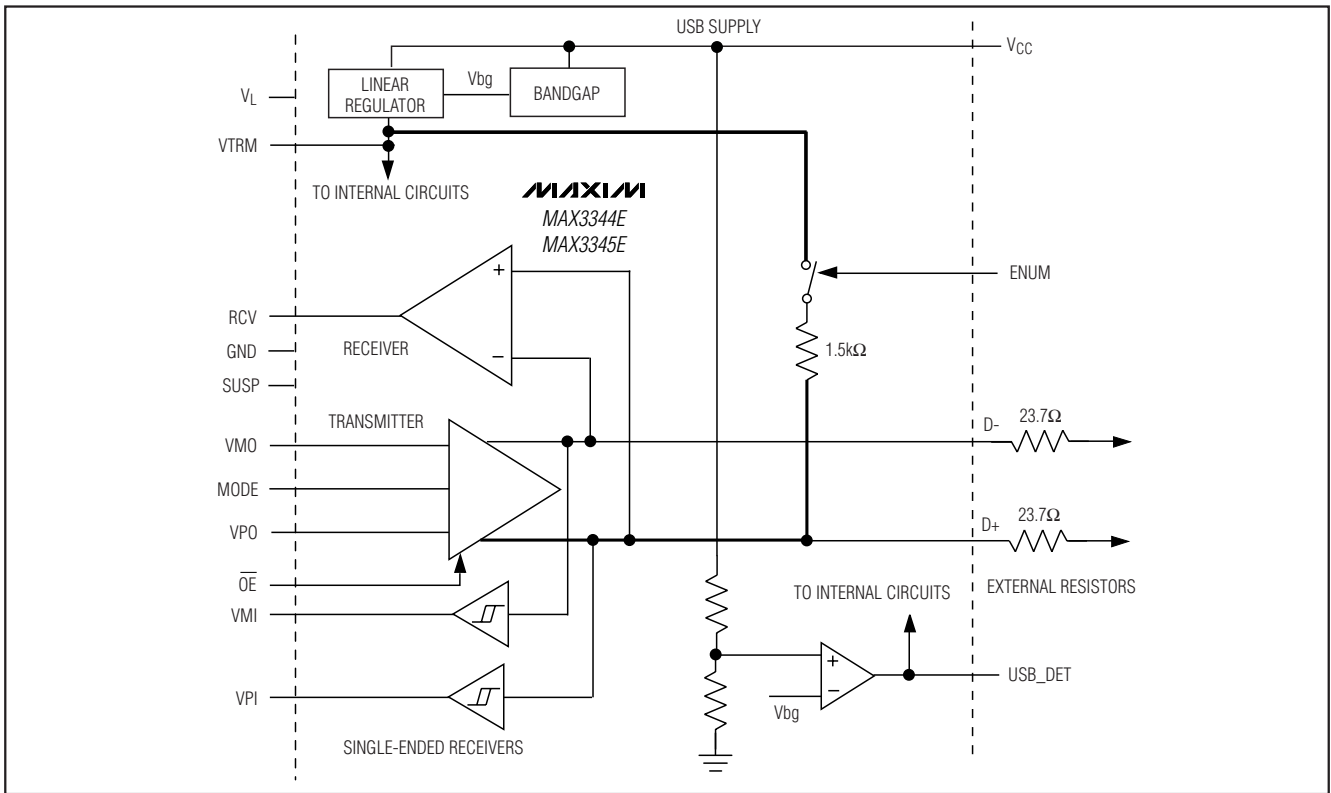 USB SUPPLY
VCC
LINEAR
REGULATOR
Vbg
BANDGAP
VL
VTRM
TO INTERNAL CIRCUITS
MAXIM
MAX3344E
MAX3345E
+
ENUM
RCV
RECEIVER
1.5kΩ
GND
−
SUSP
TRANSMITTER
D-
23.7Ω
VMO
MODE
VPO
D+
23.7Ω
OE
TO INTERNAL CIRCUITS
EXTERNAL RESISTORS
VMI
+
USB_DET
−
VPI
Vbg
SINGLE-ENDED RECEIVERS